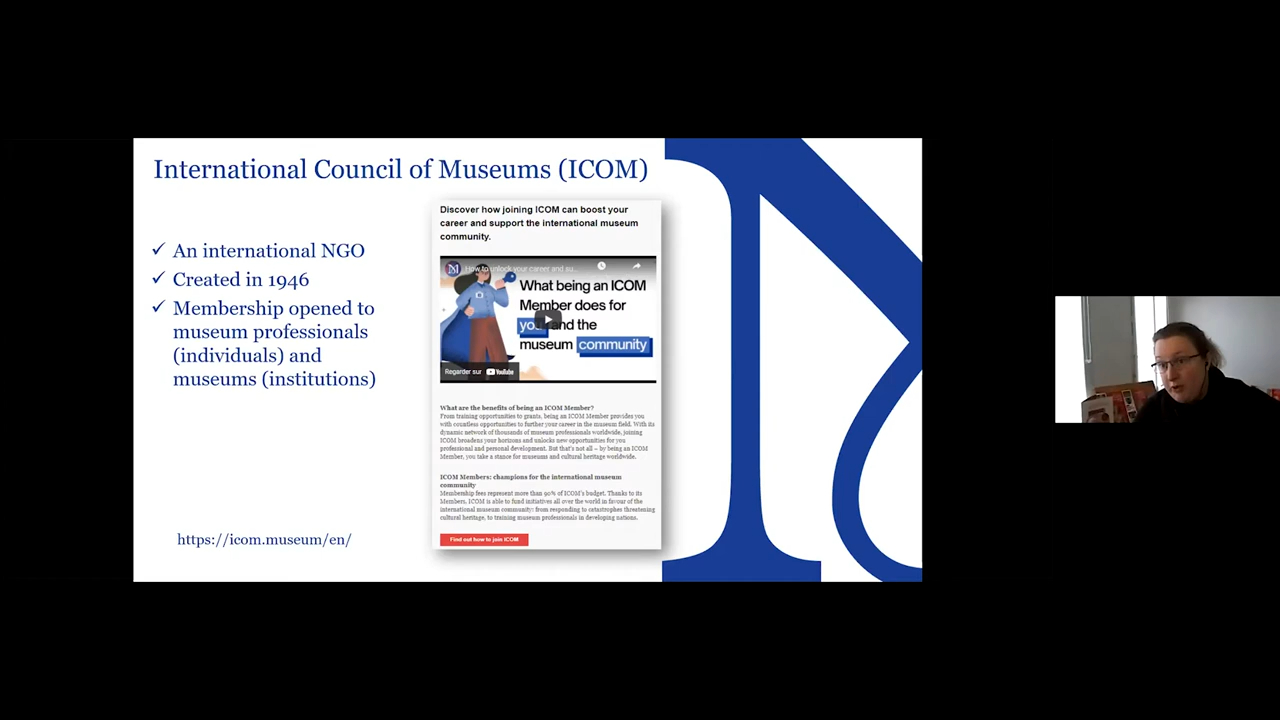 International Council of Museums (ICOM)
✓ An international NGO
✓ Created in 1946
✓ Membership opened to
museum professionals
(individuals) and
museums (institutions)
https://icom.museum/en/
Discover how joining ICOM can boost your
career and support the international museum
community.
How to unlock your career and su...
What being an ICOM
Member does for
you and the
museum community
Regarder sur YouTube
What are the benefits of being an ICOM Member?
From training opportunities to grants, being an ICOM Member provides you
with countless opportunities to further your career in the museum field. With its
dynamic network of thousands of museum professionals worldwide, joining
ICOM broadens your horizons and unlocks new opportunities for you
professional and personal development. But that's not all – by being an ICOM
Member, you take a stance for museums and cultural heritage worldwide.
ICOM Members: champions for the international museum
community
Membership fees represent more than 90% of ICOM's budget. Thanks to its
Members, ICOM is able to fund initiatives all over the world in favour of the
international museum community: from responding to catastrophes threatening
cultural heritage, to training museum professionals in developing nations.
Find out how to join ICOM